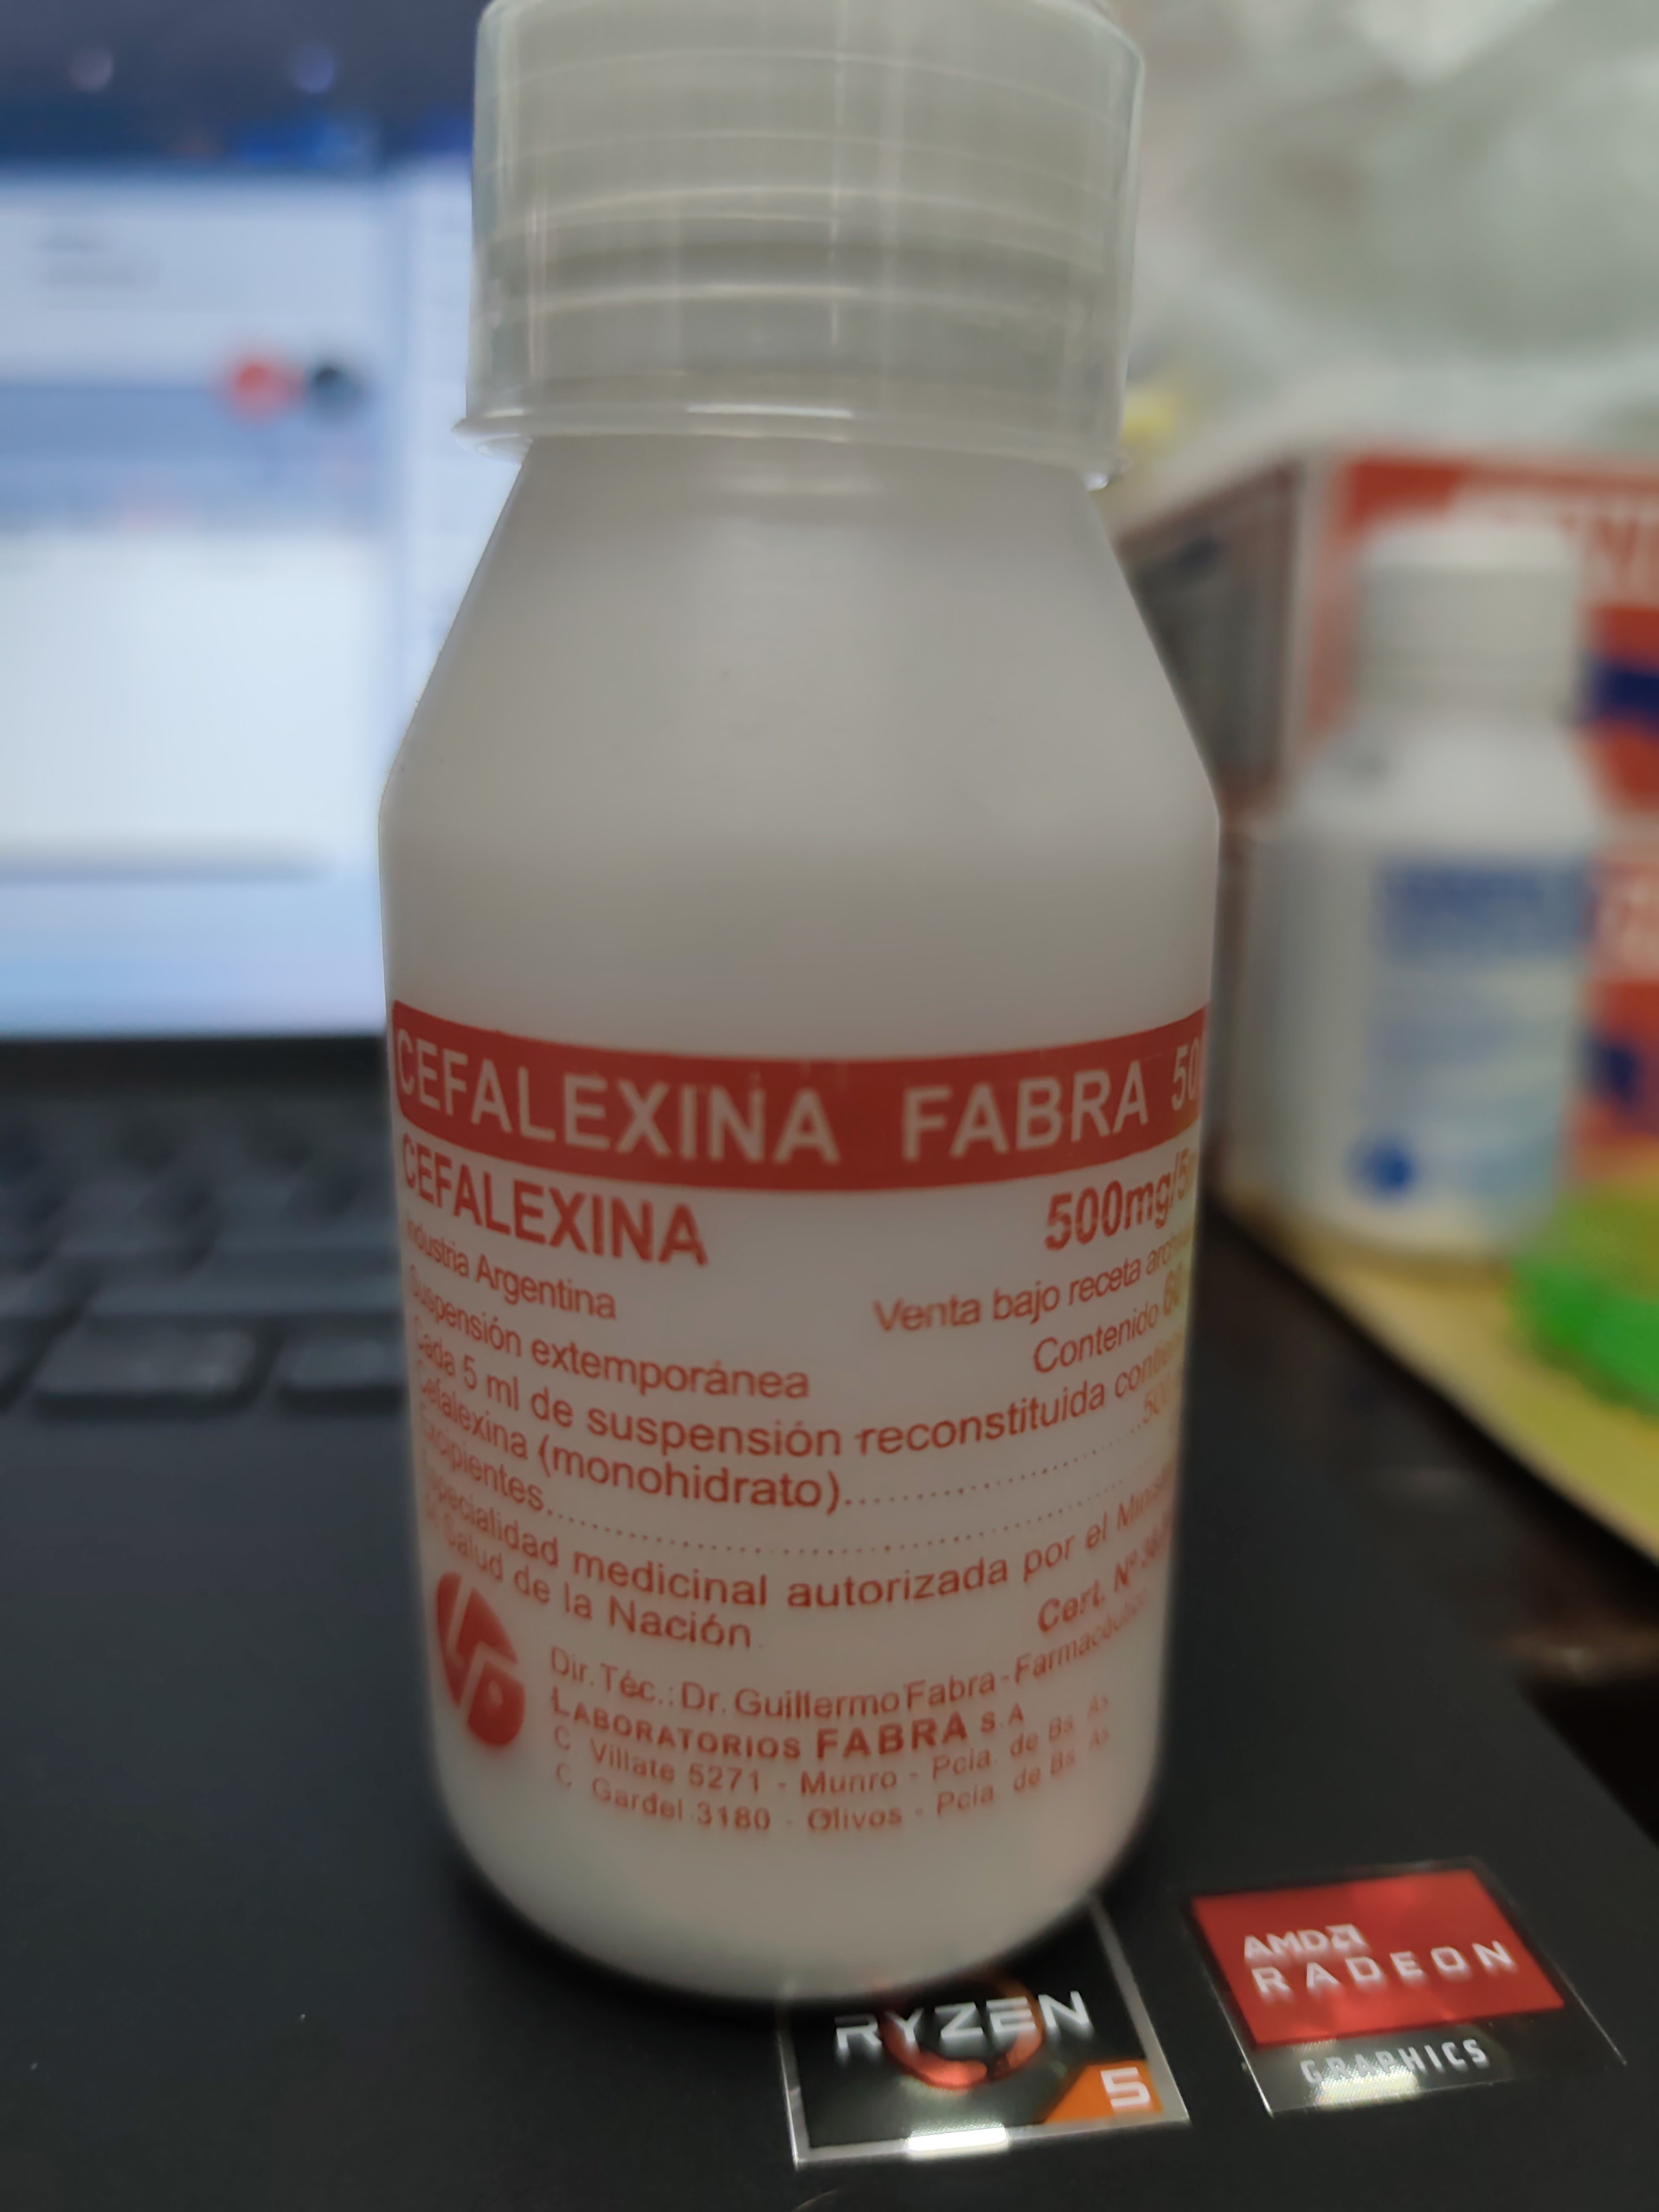 CEFALEXINA FABRA
CEFALEXINA 500mg/5
Industria Argentina
Venta bajo receta
Suspensión extemporánea
Contenido
Cada 5 ml de suspensión reconstituida
Cefalexina (monohidrato)
Excipientes
Especialidad medicinal autorizada por el
de Salud de la Nación
Cert. Nº
Dir. Téc.: Dr. Guillermo Fabra - Farmacéutico
LABORATORIOS FABRA S.A
C. Villate 5271 - Munro - Pcia. de Bs. As.
C. Gardel 3180 - Olivos - Pcia. de Bs. As.
AMD
RADEON
GRAPHICS
RYZEN
5